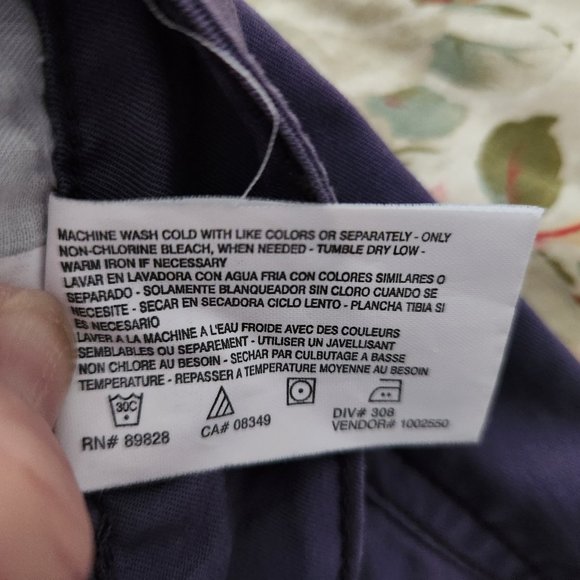 MACHINE WASH COLD WITH LIKE COLORS OR SEPARATELY - ONLY
NON-CHLORINE BLEACH, WHEN NEEDED - TUMBLE DRY LOW -
WARM IRON IF NECESSARY
LAVAR EN LAVADORA CON AGUA FRIA CON COLORES SIMILARES O
SEPARADO - SOLAMENTE BLANQUEADOR SIN CLORO CUANDO SE
NECESITE - SECAR EN SECADORA CICLO LENTO - PLANCHA TIBIA SI
ES NECESARIO
LAVER A LA MACHINE A L'EAU FROIDE AVEC DES COULEURS
SEMBLABLES OU SEPAREMENT - UTILISER UN JAVELLISANT
NON CHLORE AU BESOIN - SECHAR PAR CULBUTAGE A BASSE
TEMPERATURE - REPASSER A TEMPERATURE MOYENNE AU BESOIN
30C
RN# 89828 CA# 08349 DIV# 308
VENDOR# 1002550